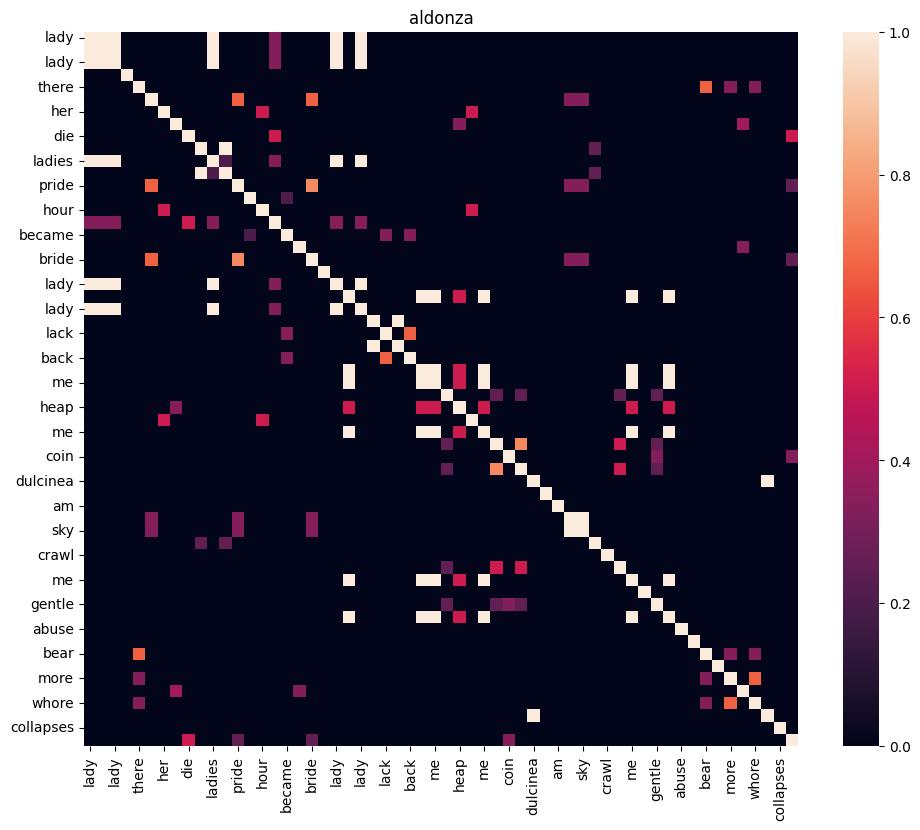 aldonza
lady
lady
there
her
die
ladies
pride
hour
became
bride
lady
lady
lack
back
me
heap
me
coin
dulcinea
am
sky
crawl
me
gentle
abuse
bear
more
whore
collapses
lady
lady
there
her
die
ladies
pride
hour
became
bride
lady
lady
lack
back
me
heap
me
coin
dulcinea
am
sky
crawl
me
gentle
abuse
bear
more
whore
collapses
1.0
0.8
0.6
0.4
0.2
0.0